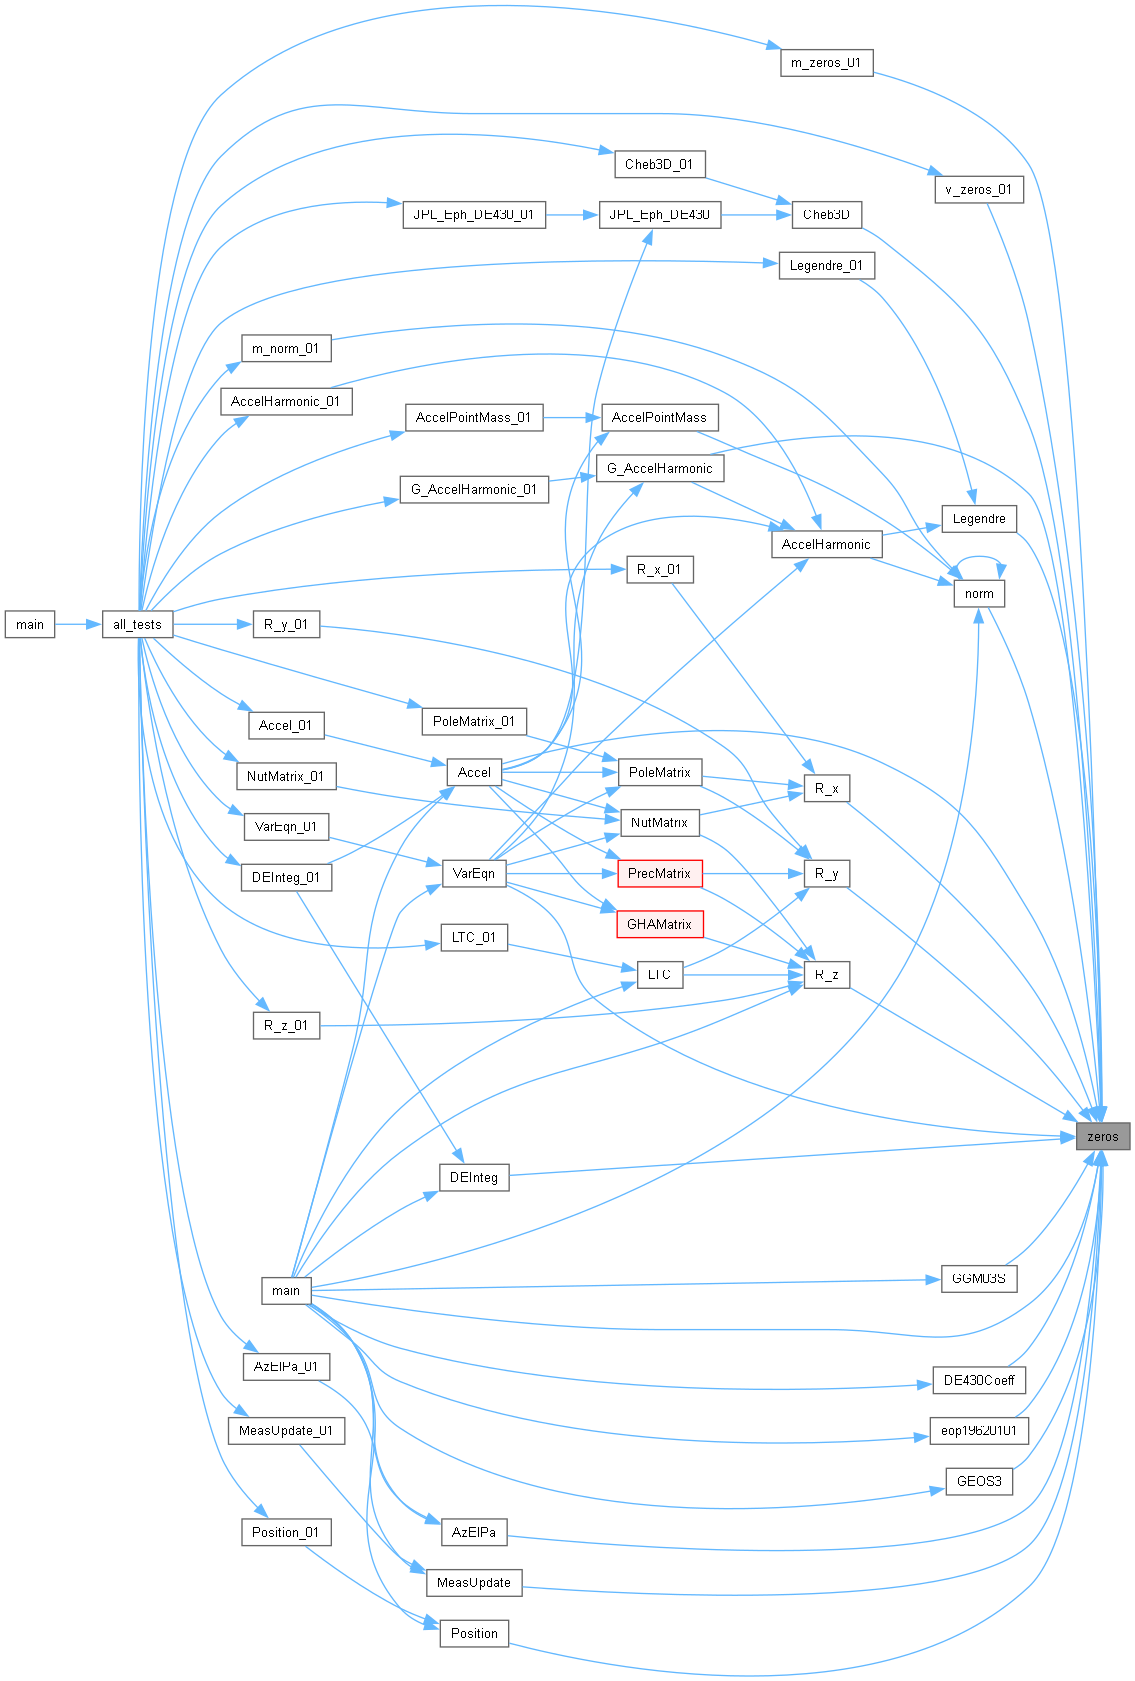 m_zeros_01
v_zeros_01
Cheb3D_01
JPL_Eph_DE430_01
JPL_Eph_DE430
Cheb3D
Legendre_01
m_norm_01
AccelHarmonic_01
AccelPointMass_01
AccelPointMass
G_AccelHarmonic
G_AccelHarmonic_01
Legendre
AccelHarmonic
R_x_01
norm
main
all_tests
R_y_01
PoleMatrix_01
Accel_01
Accel
PoleMatrix
NutMatrix_01
R_x
VarEqn_01
NutMatrix
DEInteg_01
VarEqn
PrecMatrix
R_y
GHAMatrix
LTC_01
LTC
R_z
R_z_01
zeros
DEInteg
GGM03S
main
AzElPa_01
DE430Coeff
MeasUpdate_01
eop19620101
GEOS3
Position_01
AzElPa
MeasUpdate
Position